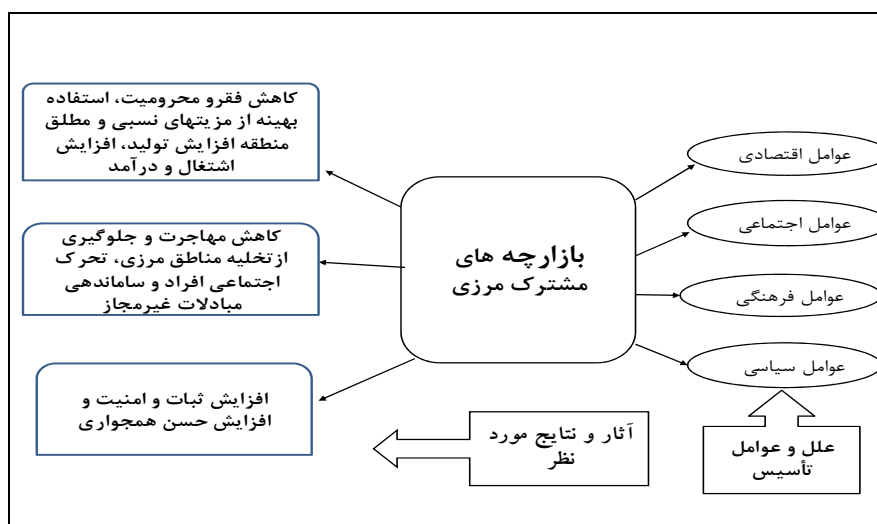 عوامل اقتصادی
عوامل اجتماعی
عوامل فرهنگی
عوامل سیاسی
علل و عوامل
تأسیس
بازارچه های
مشترک مرزی
کاهش فقرو محرومیت، استفاده
بهینه از مزیتهای نسبی و مطلق
منطقه افزایش تولید، افزایش
اشتغال و درآمد
کاهش مهاجرت و جلوگیری
ازتخلیه مناطق مرزی، تحرک
اجتماعی افراد و ساماندهی
مبادلات غیرمجاز
افزایش ثبات و امنیت و
افزایش حسن همجواری
آثار و نتایج مورد
نظر